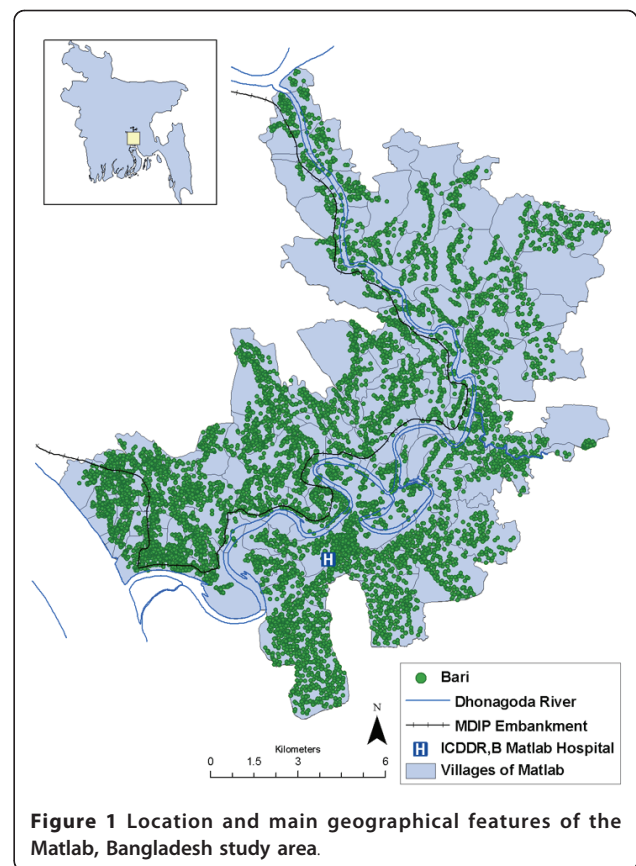 Bari
Dhonagoda River
MDIP Embankment
H ICDDR,B Matlab Hospital
Villages of Matlab
H
N
Kilometers
0 1.5 3 6
Figure 1 Location and main geographical features of the
Matlab, Bangladesh study area.